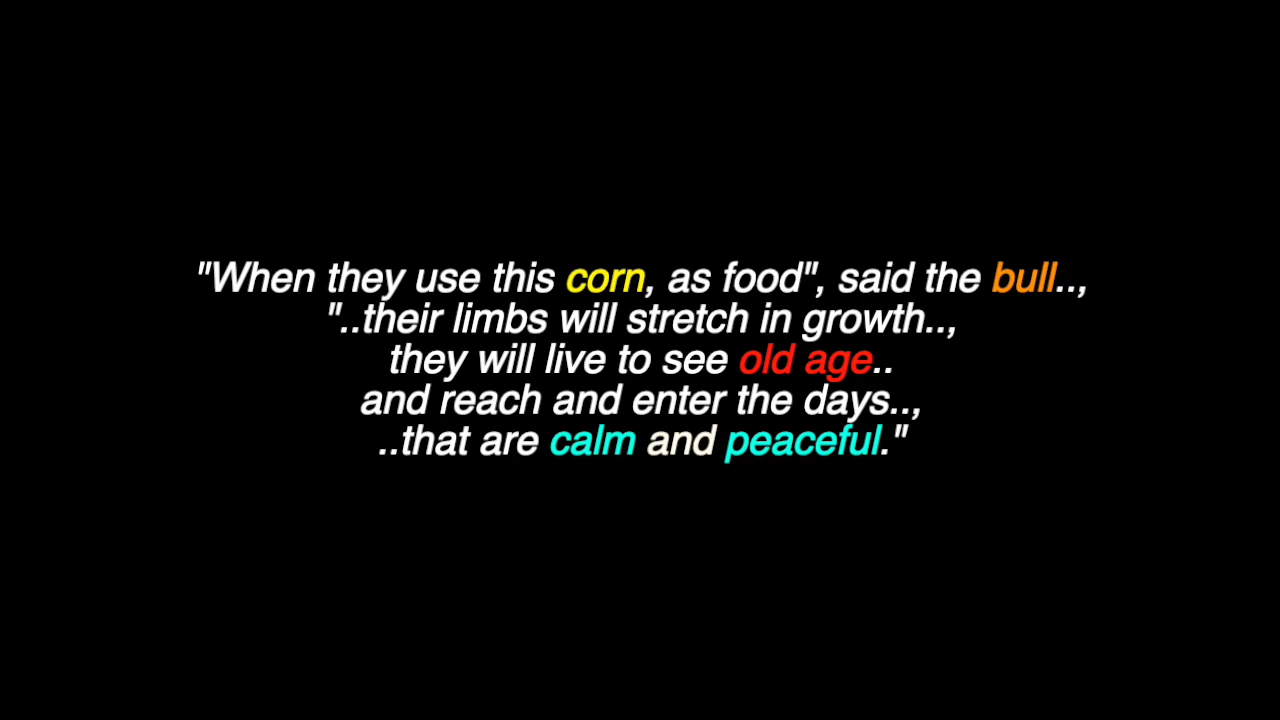 "When they use this corn, as food", said the bull..,
"..their limbs will stretch in growth..,
they will live to see old age..
and reach and enter the days..,
..that are calm and peaceful."